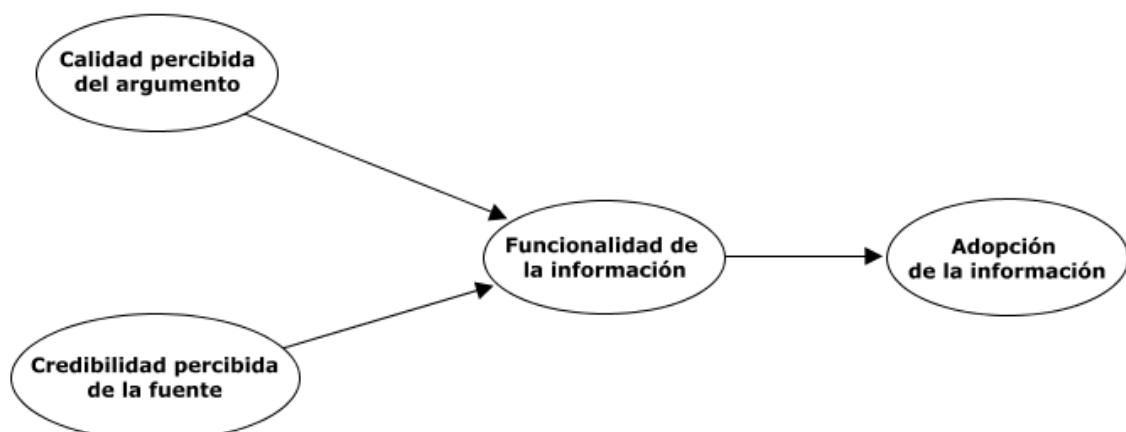 Calidad percibida
del argumento
Funcionalidad de
la información
Adopción
de la información
Credibilidad percibida
de la fuente